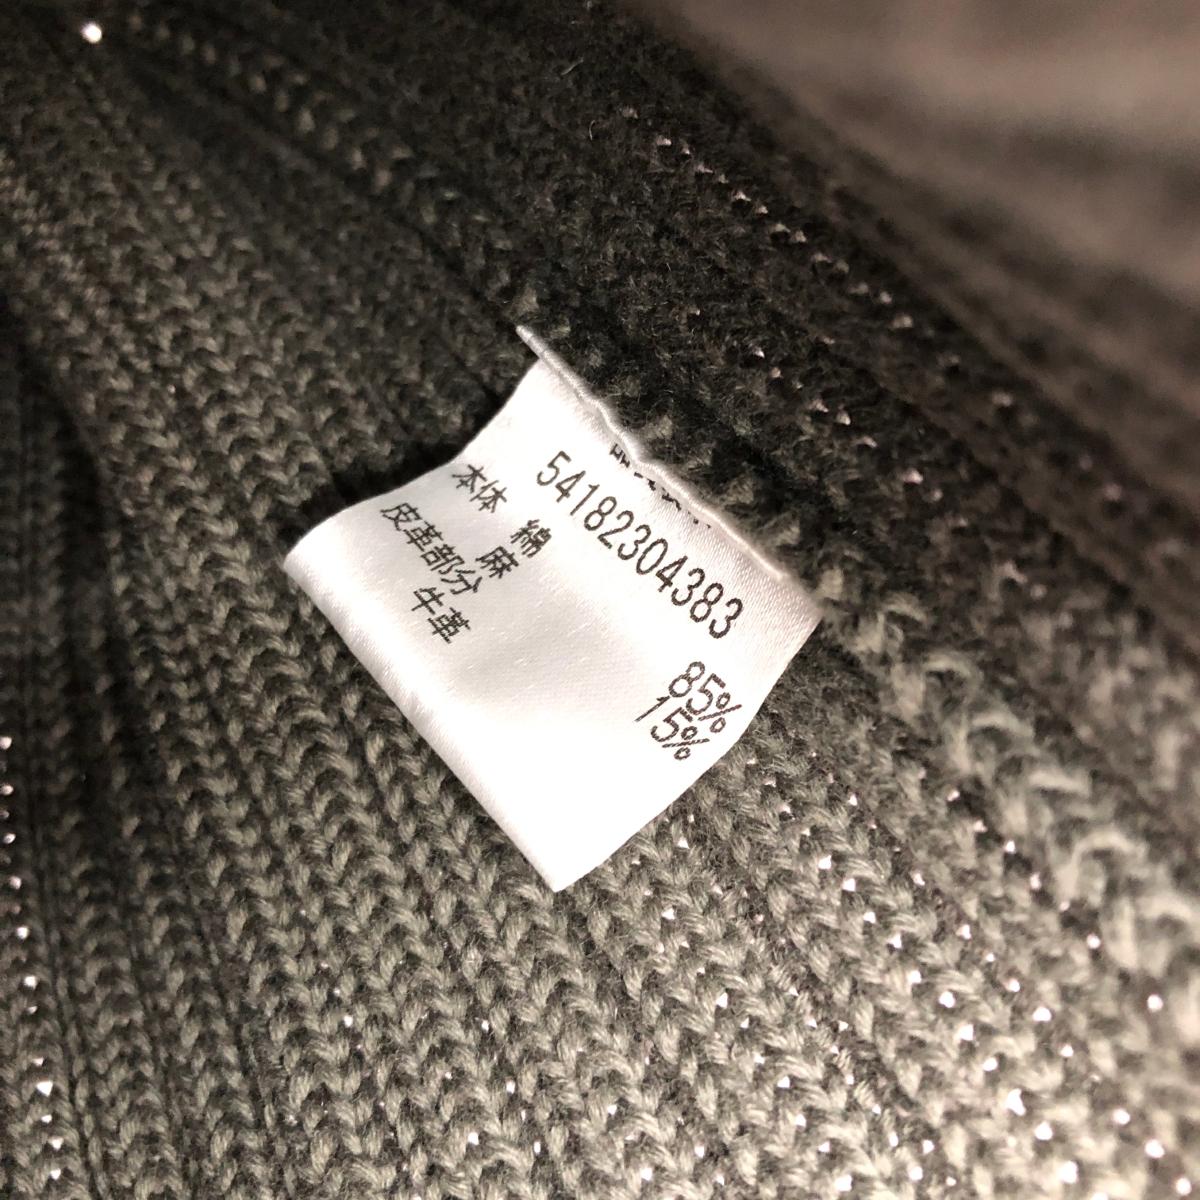 54182304383
本体 綿 85%
麻 15%
皮革部分
牛革